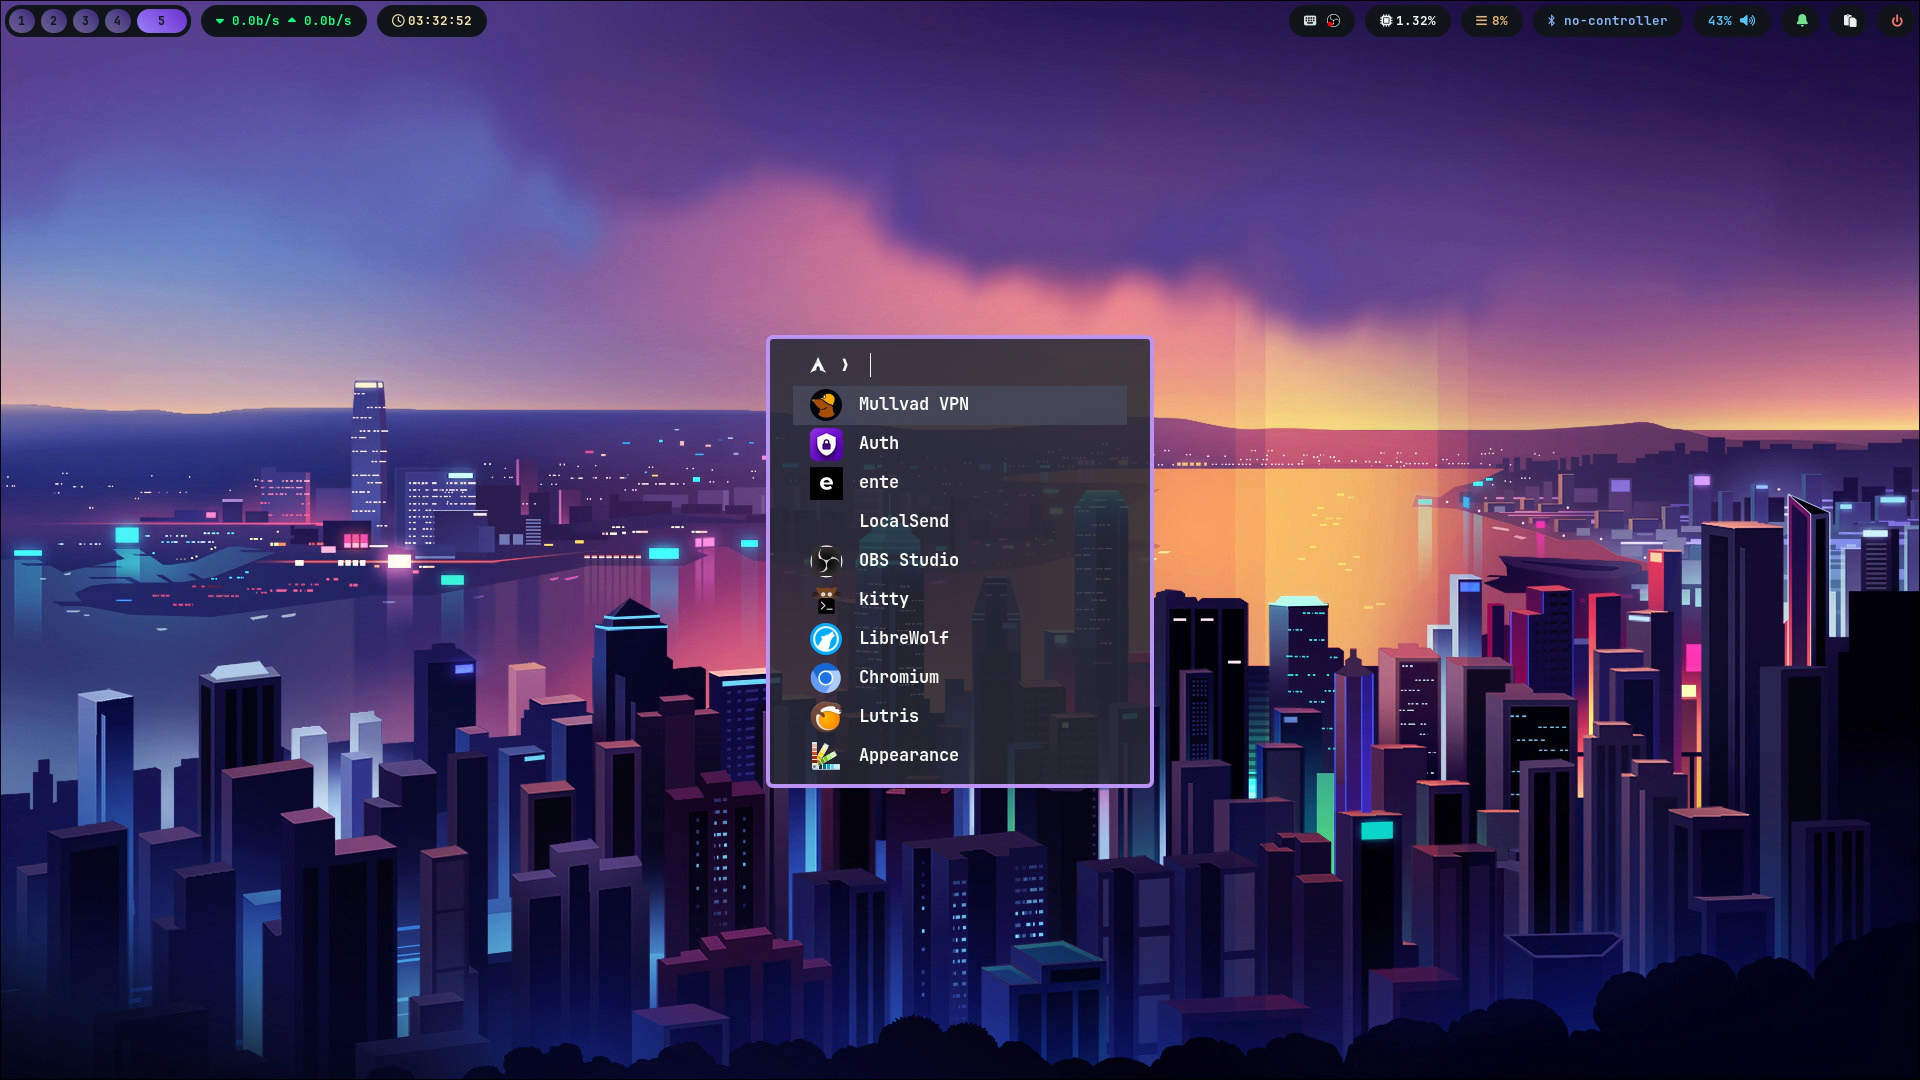 1 2 3 4 5 0.0b/s 0.0b/s 03:32:52 1.32% 8% no-controller 43%
Mullvad VPN
Auth
e ente
LocalSend
OBS Studio
kitty
LibreWolf
Chromium
Lutris
Appearance